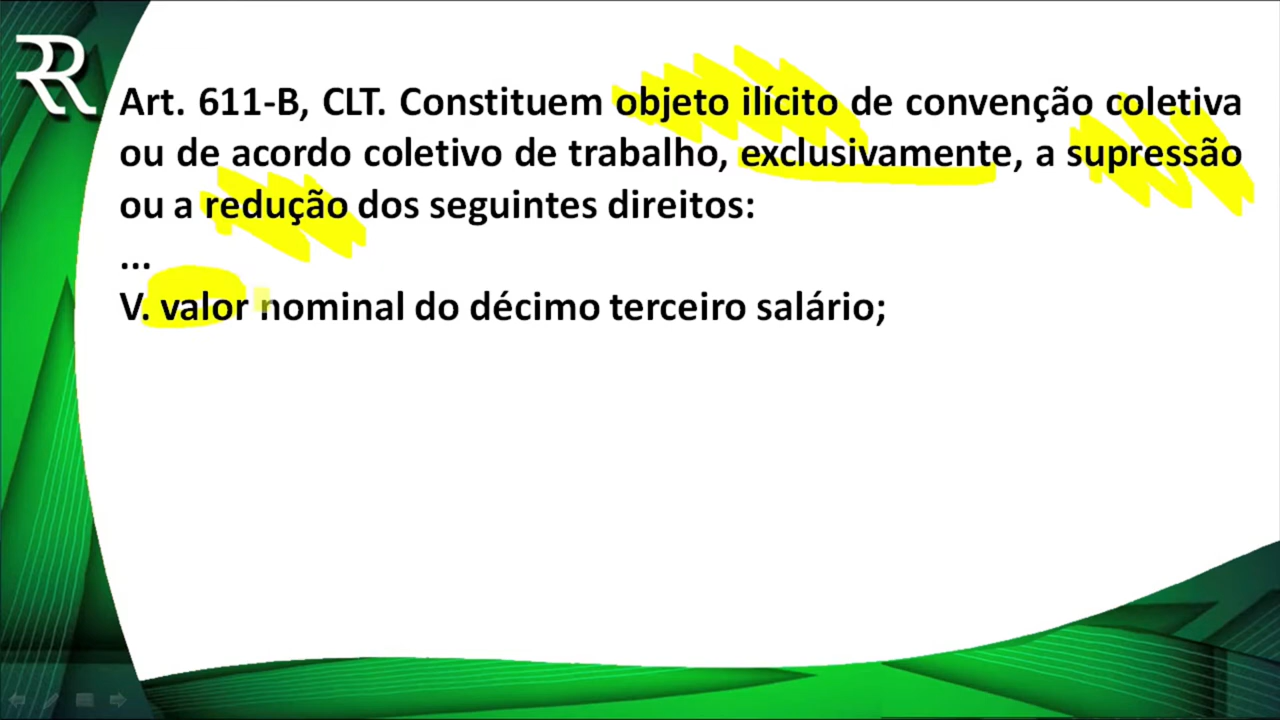 RR
Art. 611-B, CLT. Constituem objeto ilícito de convenção coletiva
ou de acordo coletivo de trabalho, exclusivamente, a supressão
ou a redução dos seguintes direitos:
...
V. valor nominal do décimo terceiro salário;